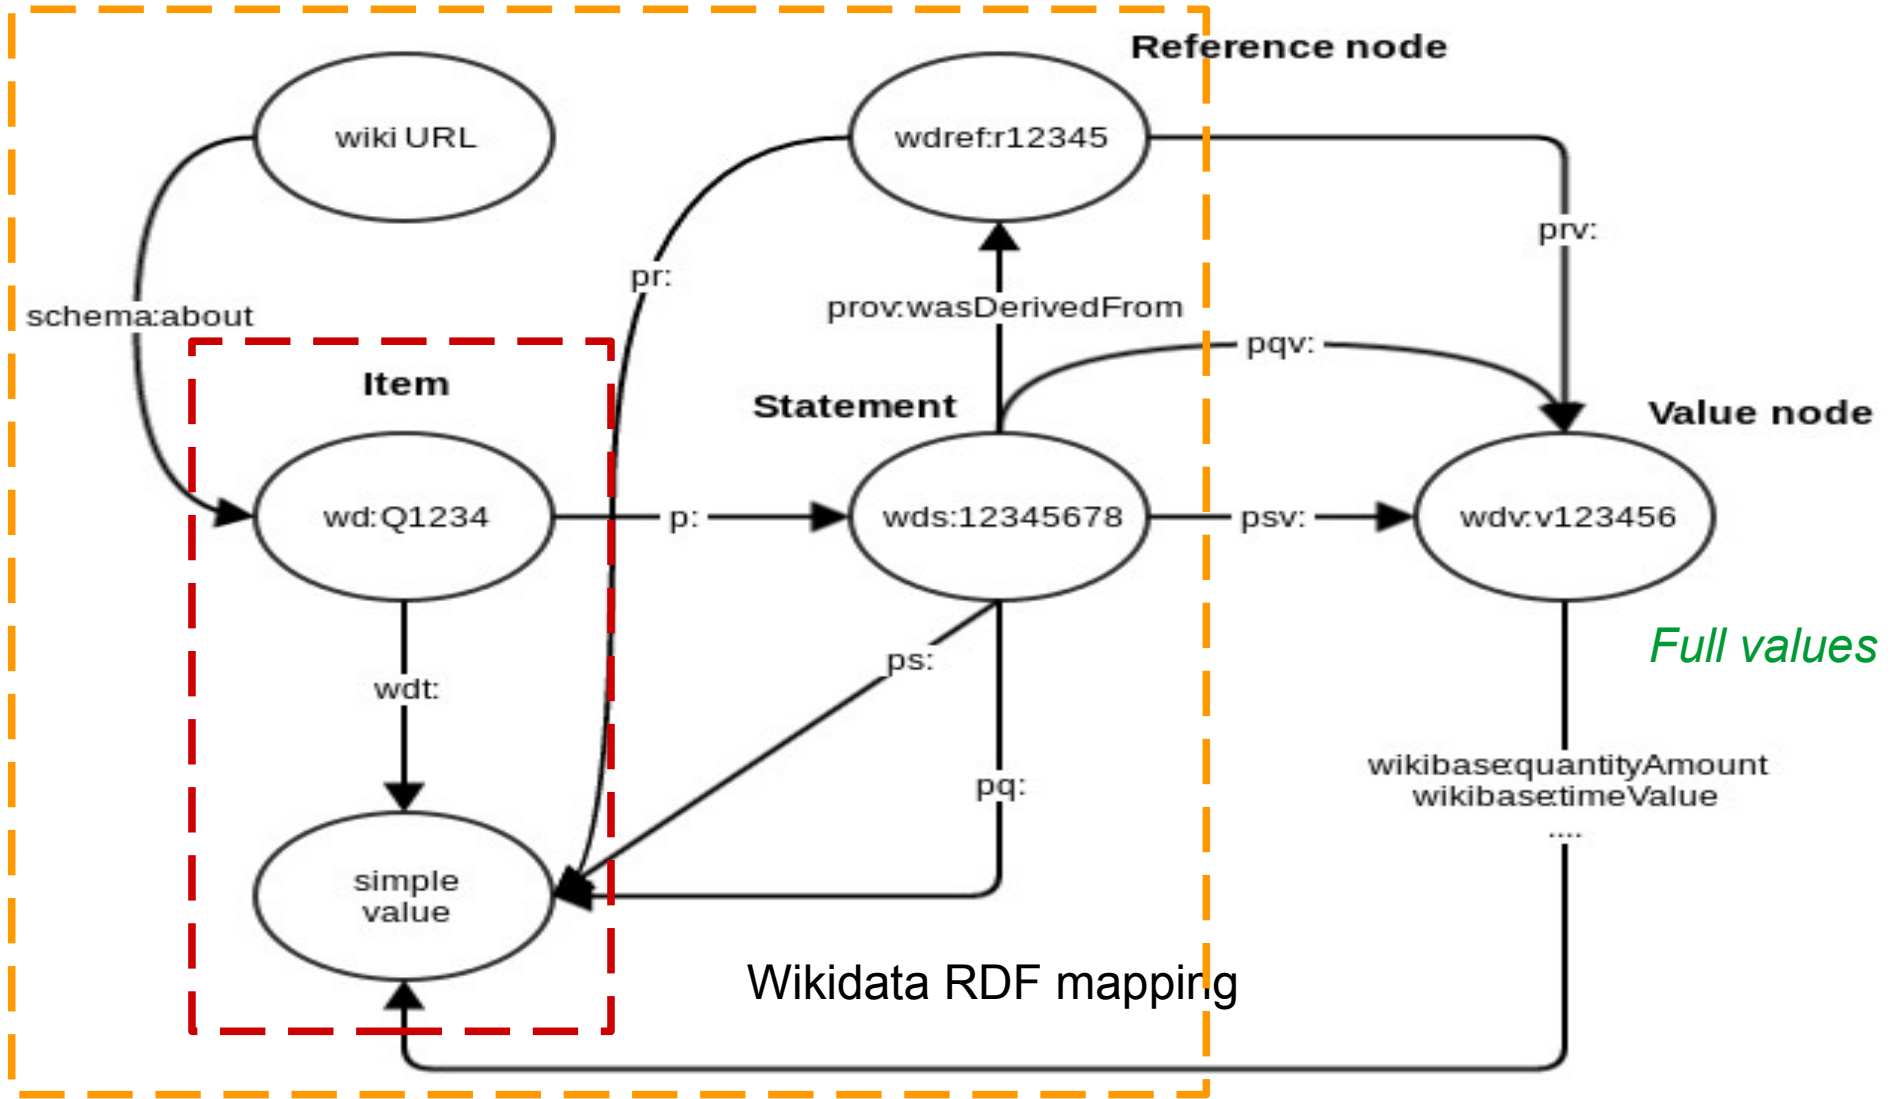 Reference node
wiki URL
wdref:r12345
prv:
pr:
prov:wasDerivedFrom
schema:about
pqv:
Item
Statement
Value node
wd:Q1234
p:
wds:12345678
psv:
wdv:v123456
Full values
ps:
wdt:
wikibase:quantityAmount
wikibase:timeValue
....
pq:
simple
value
Wikidata RDF mapping